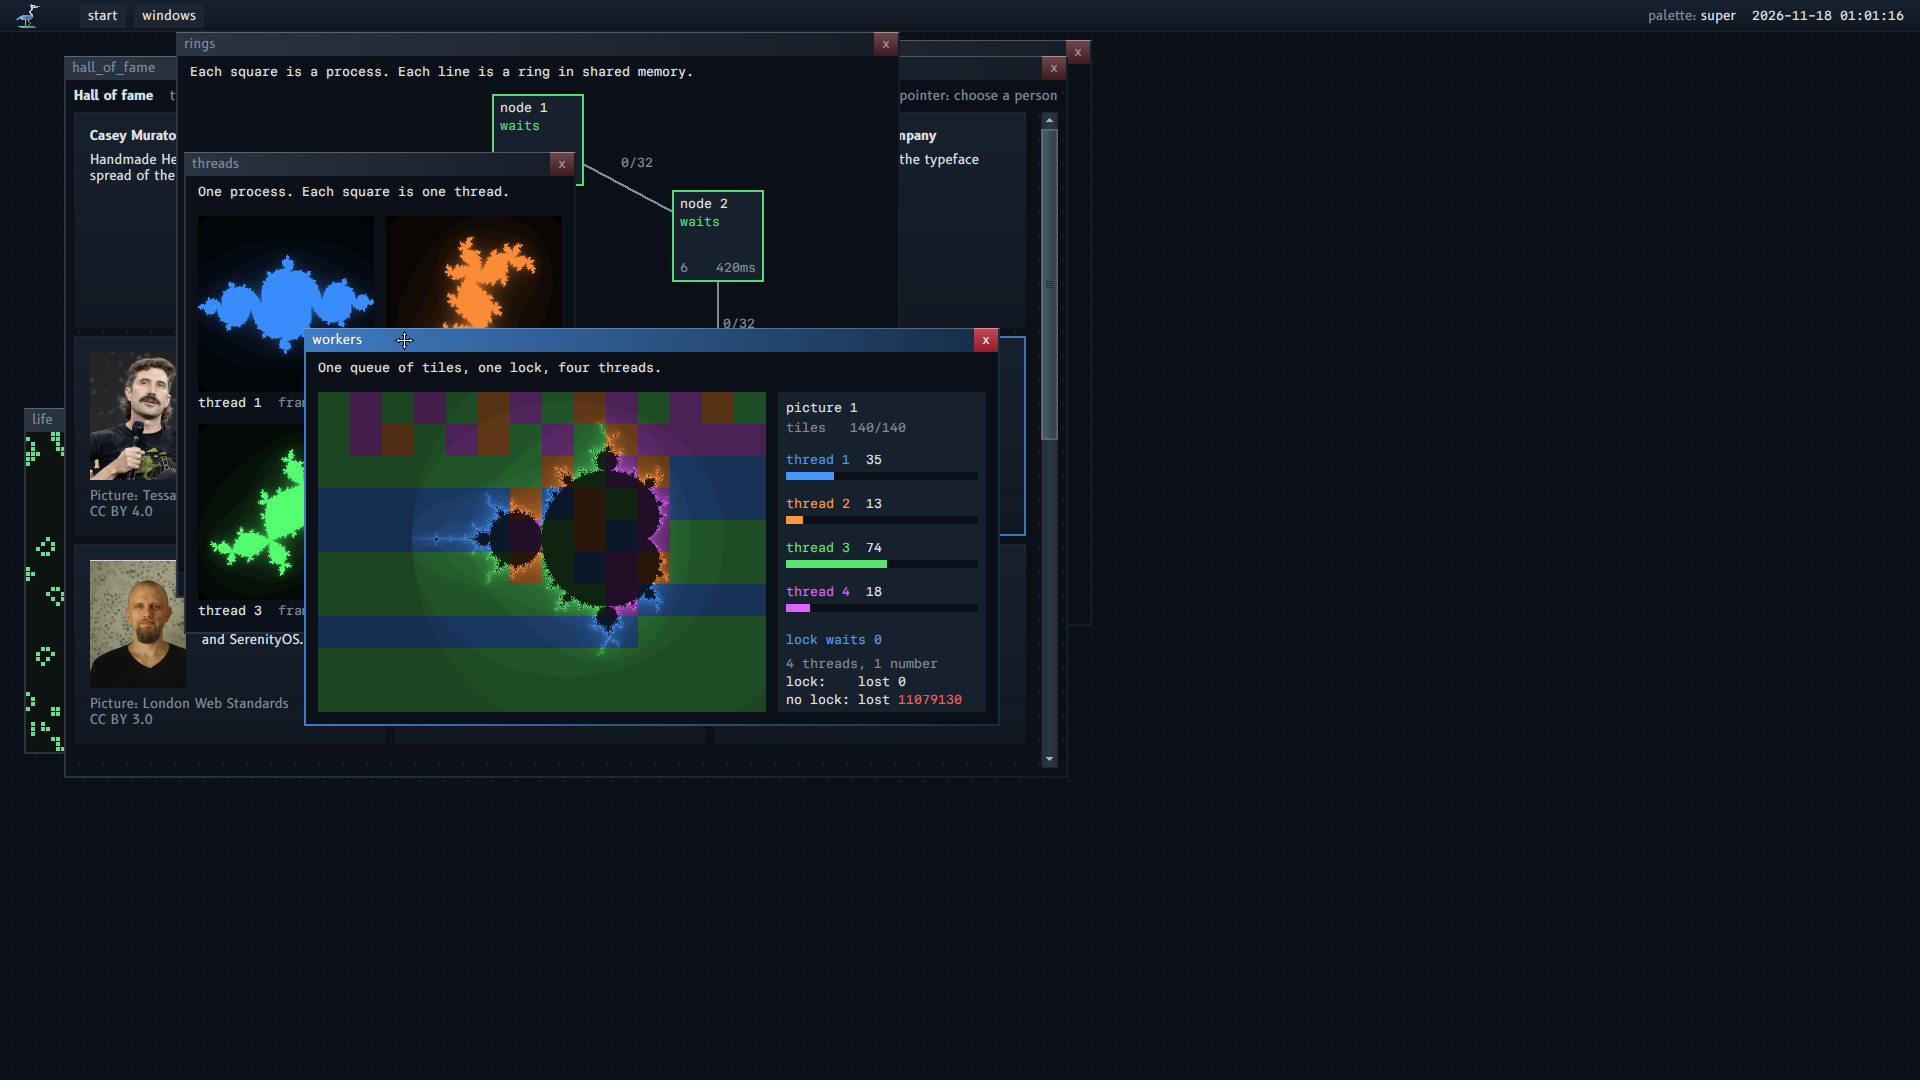 start windows palette: super 2026-11-18 01:01:16
rings x
x
hall_of_fame x
Each square is a process. Each line is a ring in shared memory.
Hall of fame pointer: choose a person
node 1
waits
0/32
Casey
Handmade
spread of the
the typeface
threads x
One process. Each square is one thread.
node 2
waits
6 420ms
0/32
thread 1
thread 3
workers x
One queue of tiles, one lock, four threads.
picture 1
tiles 140/140
thread 1 35
thread 2 13
thread 3 74
thread 4 18
lock waits 0
4 threads, 1 number
lock: lost 0
no lock: lost 11079130
life
Picture: Tessa
CC BY 4.0
and SerenityOS.
Picture: London Web Standards
CC BY 3.0